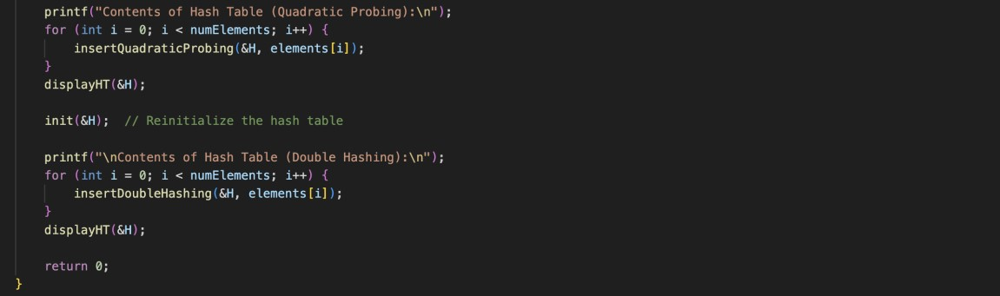 printf("Contents of Hash Table (Quadratic Probing):\n");
for (int i = 0; i < numElements; i++) {
insertQuadraticProbing(&H, elements[i]);
}
displayHT(&H);
init(&H);  // Reinitialize the hash table
printf("\nContents of Hash Table (Double Hashing):\n");
for (int i = 0; i < numElements; i++) {
insertDoubleHashing(&H, elements[i]);
}
displayHT(&H);
return 0;
}